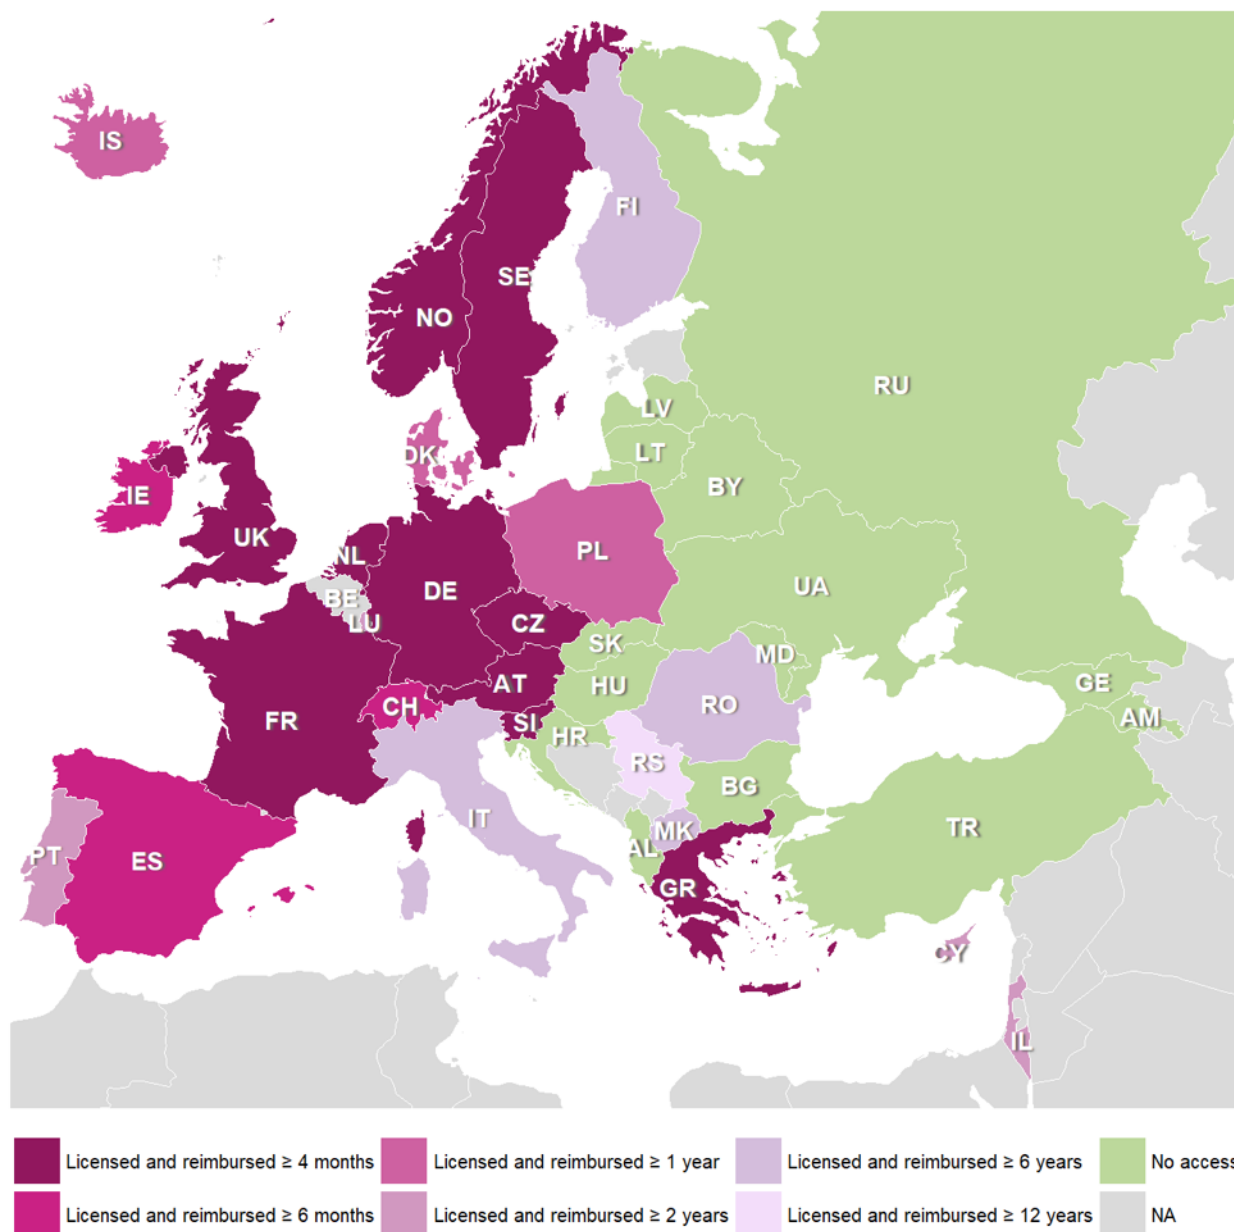 IS
FI
SE
NO
RU
LV
LT
DK
BY
IE
UK
NL
PL
DE
UA
BE
LU
CZ
SK
MD
AT
HU
GE
CH
RO
AM
FR
SI
HR
RS
BG
IT
MK
TR
AL
PT
ES
GR
CY
IL
Licensed and reimbursed ≥ 4 months
Licensed and reimbursed ≥ 1 year
Licensed and reimbursed ≥ 6 years
No access
Licensed and reimbursed ≥ 6 months
Licensed and reimbursed ≥ 2 years
Licensed and reimbursed ≥ 12 years
NA